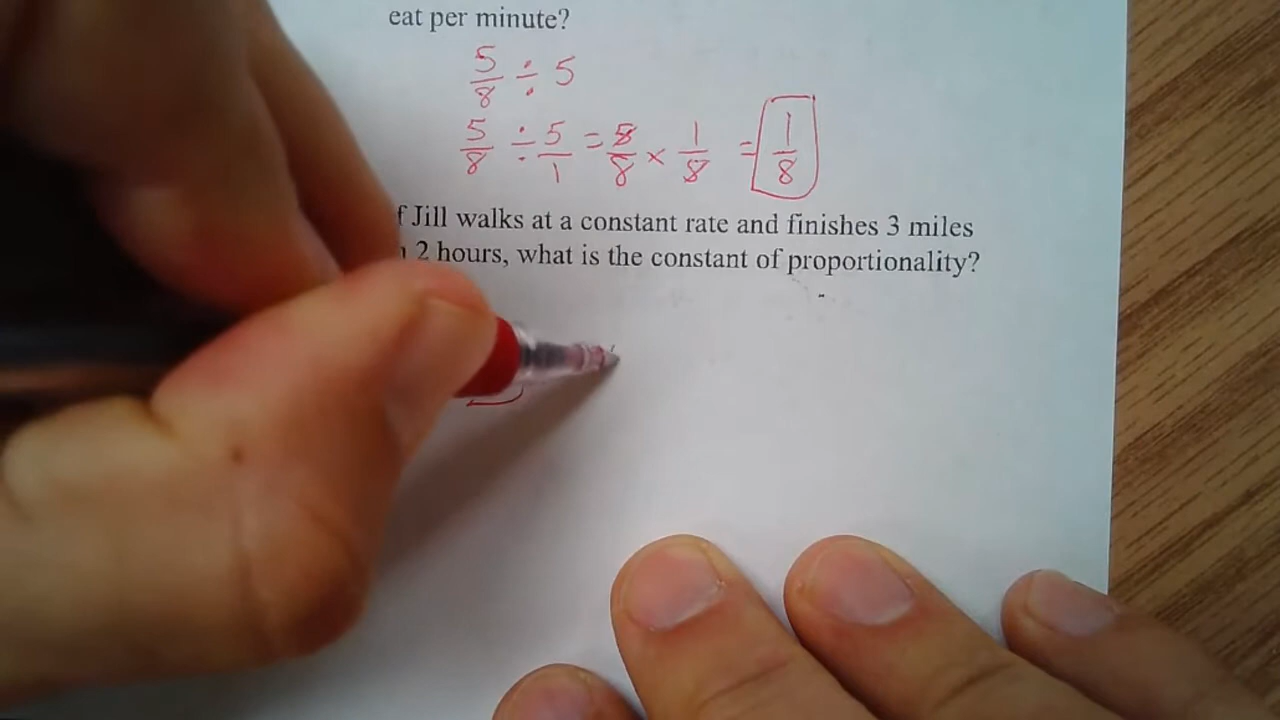 eat per minute?
5/8 ÷ 5
5/8 ÷ 5/1 = 5/8 × 1/5 = 1/8
f Jill walks at a constant rate and finishes 3 miles
2 hours, what is the constant of proportionality?